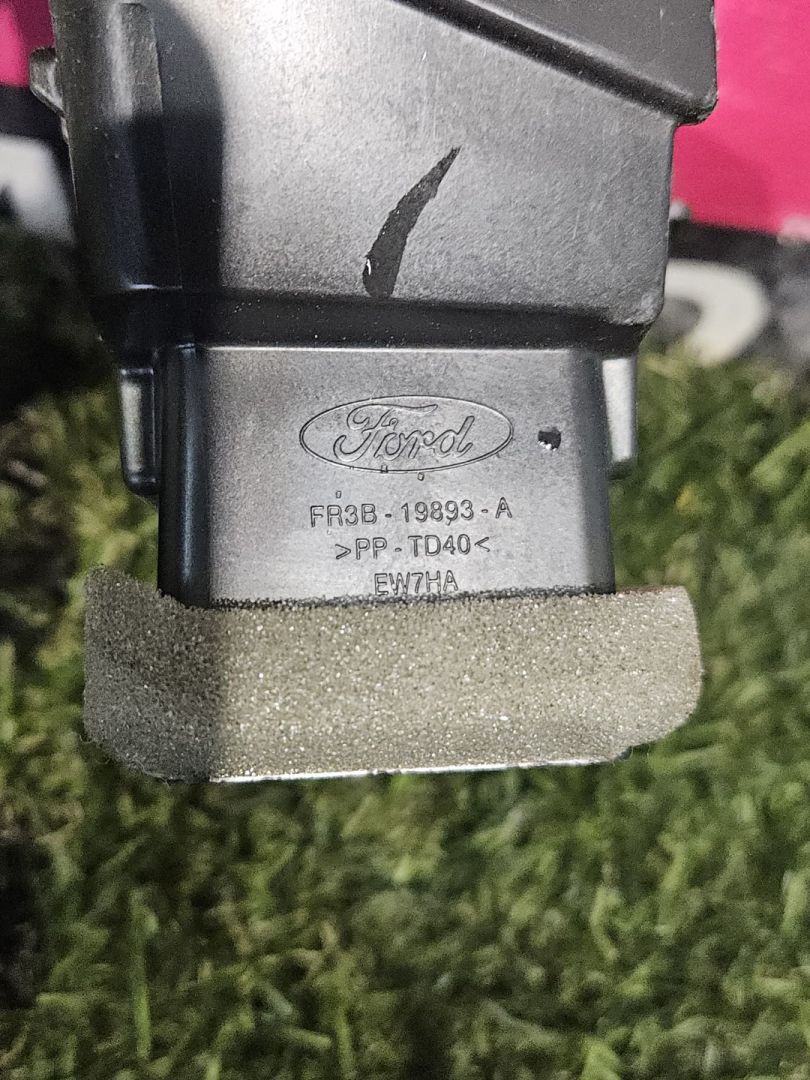 Ford
FR3B - 19893 - A
>PP - TD40<
EW7HA